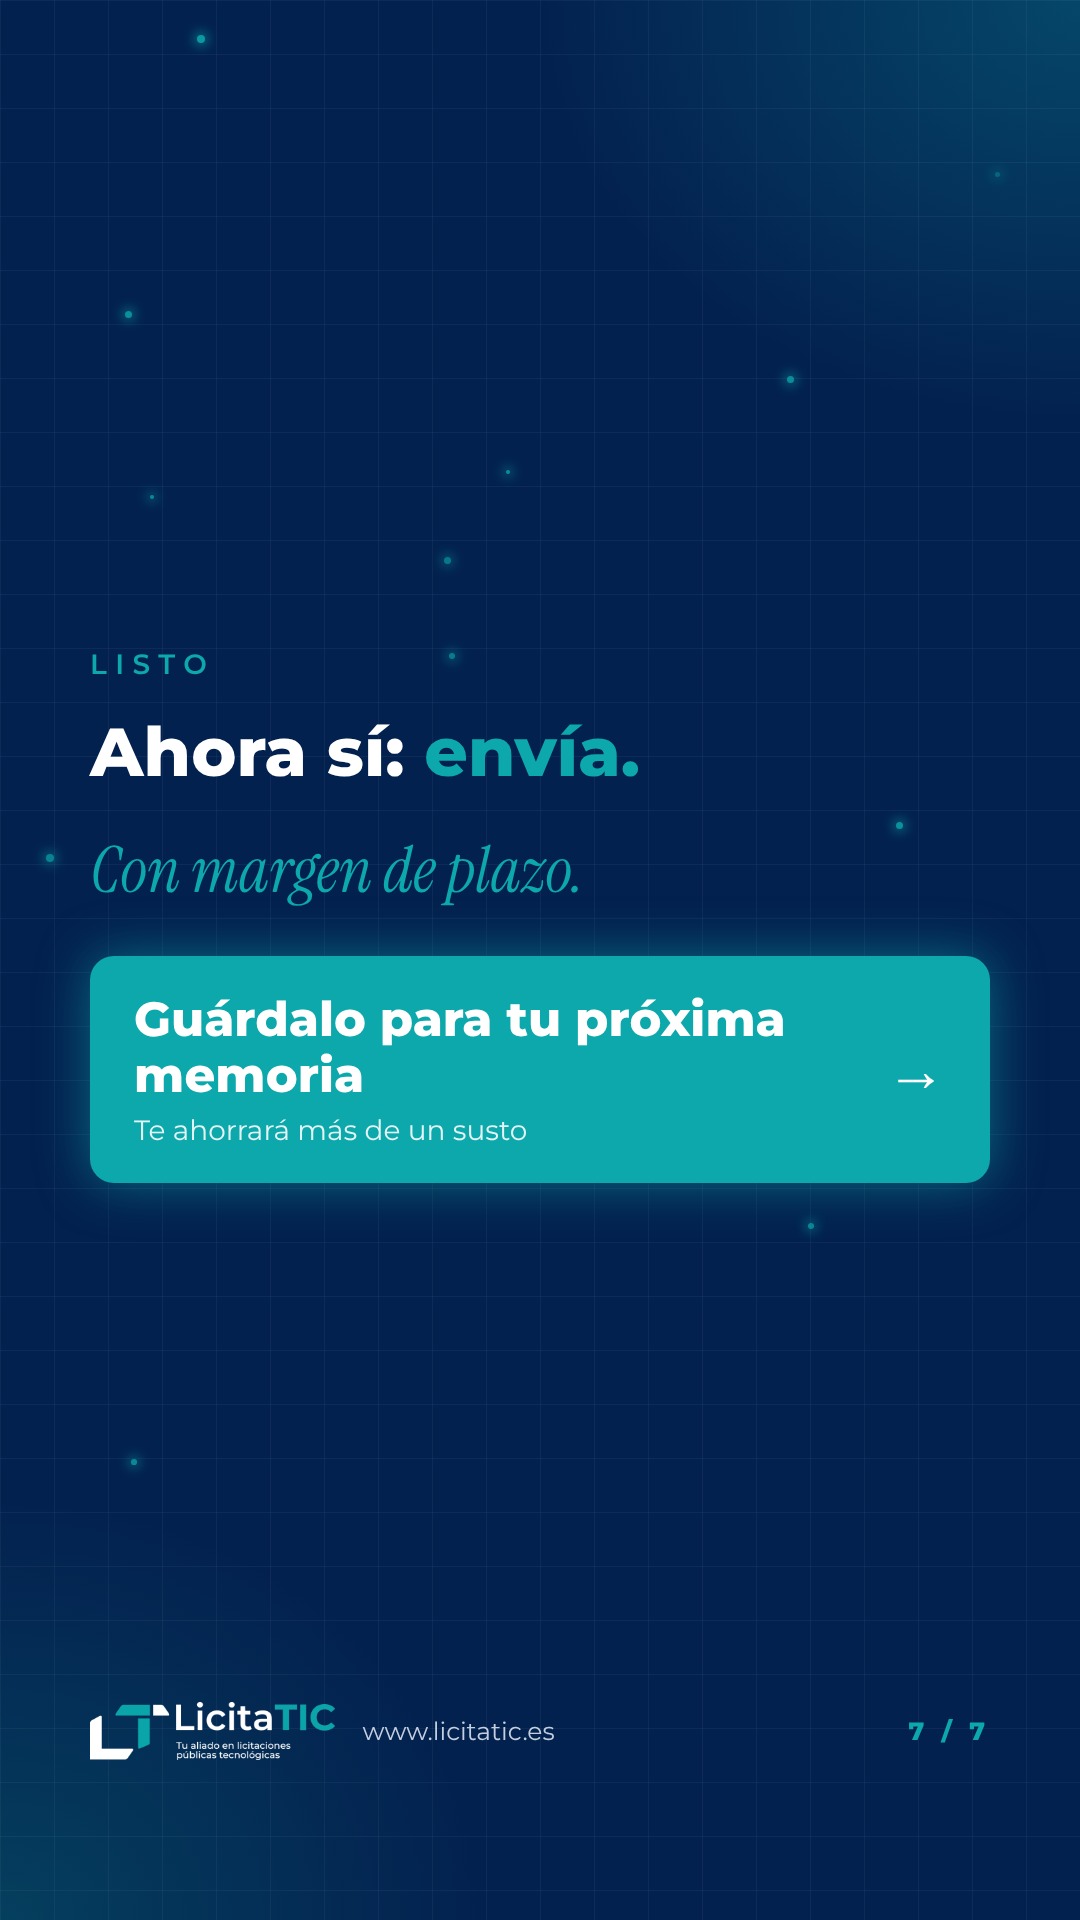 LISTO
Ahora sí: envía.
Con margen de plazo.
Guárdalo para tu próxima
memoria
→
Te ahorrará más de un susto
LicitaTIC
Tu aliado en licitaciones
públicas tecnológicas
www.licitatic.es
7 / 7